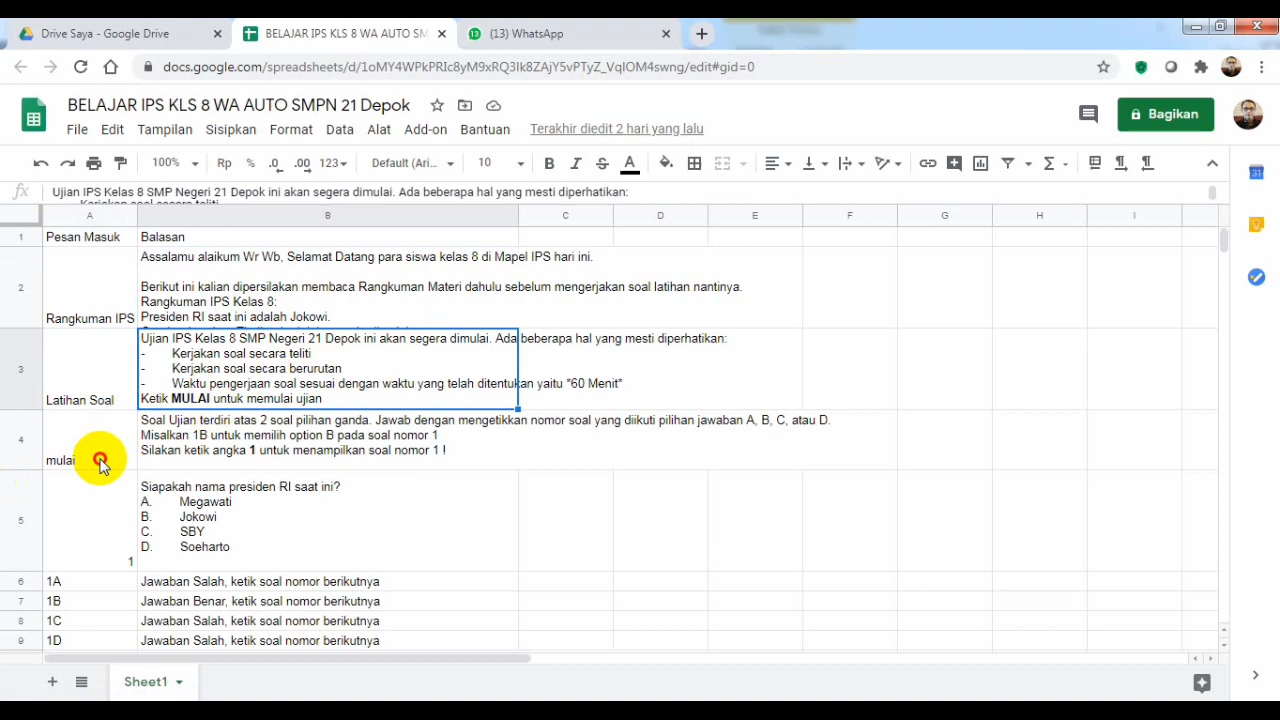 Drive Saya - Google Drive
BELAJAR IPS KLS 8 WA AUTO SM
(13) WhatsApp
docs.google.com/spreadsheets/d/1oMY4WPkPRIc8yM9xRQ3Ik8ZAjY5vPTyZ_VqIOM4swng/edit#gid=0
BELAJAR IPS KLS 8 WA AUTO SMPN 21 Depok
File Edit Tampilan Sisipkan Format Data Alat Add-on Bantuan Terakhir diedit 2 hari yang lalu
Bagikan
100% Rp % .0 .00 123 Default (Ari... 10 B I S A
fx Ujian IPS Kelas 8 SMP Negeri 21 Depok ini akan segera dimulai. Ada beberapa hal yang mesti diperhatikan:
Kerjakan soal secara teliti
A B C D E F G H I
1 Pesan Masuk Balasan
Assalamu alaikum Wr Wb, Selamat Datang para siswa kelas 8 di Mapel IPS hari ini.
Berikut ini kalian dipersilakan membaca Rangkuman Materi dahulu sebelum mengerjakan soal latihan nantinya.
2 Rangkuman IPS Kelas 8:
Rangkuman IPS Presiden RI saat ini adalah Jokowi.
Ujian IPS Kelas 8 SMP Negeri 21 Depok ini akan segera dimulai. Ada beberapa hal yang mesti diperhatikan:
- Kerjakan soal secara teliti
3 - Kerjakan soal secara berurutan
- Waktu pengerjaan soal sesuai dengan waktu yang telah ditentukan yaitu *60 Menit*
Latihan Soal Ketik MULAI untuk memulai ujian
Soal Ujian terdiri atas 2 soal pilihan ganda. Jawab dengan mengetikkan nomor soal yang diikuti pilihan jawaban A, B, C, atau D.
4 Misalkan 1B untuk memilih option B pada soal nomor 1
mulai Silakan ketik angka 1 untuk menampilkan soal nomor 1 !
Siapakah nama presiden RI saat ini?
A. Megawati
5 B. Jokowi
C. SBY
D. Soeharto
1
6 1A Jawaban Salah, ketik soal nomor berikutnya
7 1B Jawaban Benar, ketik soal nomor berikutnya
8 1C Jawaban Salah, ketik soal nomor berikutnya
9 1D Jawaban Salah, ketik soal nomor berikutnya
Sheet1